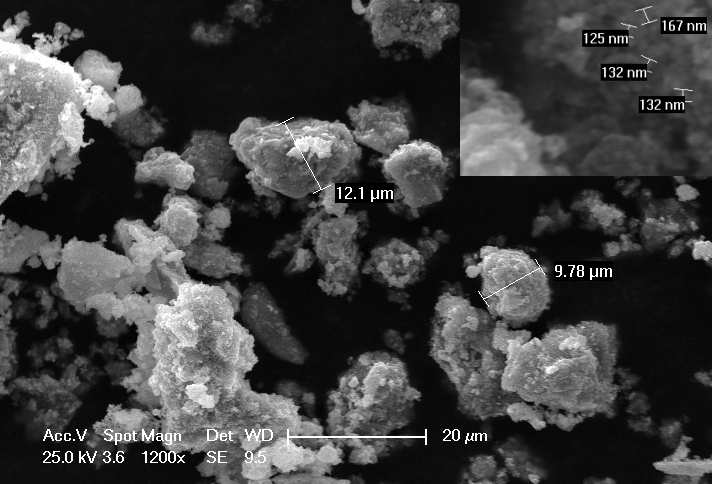 167 nm
125 nm
132 nm
132 nm
12.1 µm
9.78 µm
Acc.V Spot Magn Det WD 20 µm
25.0 kV 3.6 1200x SE 9.5